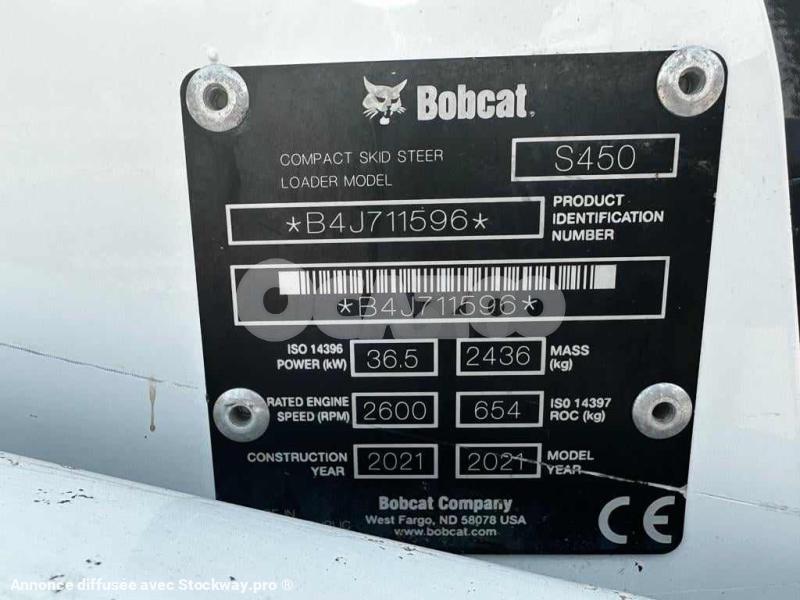 Bobcat.
COMPACT SKID STEER
LOADER MODEL
S450
*B4J711596*
PRODUCT
IDENTIFICATION
NUMBER
*B4J711596*
ISO 14396
POWER (kW)
36.5
2436
MASS
(kg)
RATED ENGINE
SPEED (RPM)
2600
654
ISO 14397
ROC (kg)
CONSTRUCTION
YEAR
2021
2021
MODEL
YEAR
Bobcat Company
West Fargo, ND 58078 USA
www.bobcat.com
CE
Annonce diffusée avec Stockway.pro ®